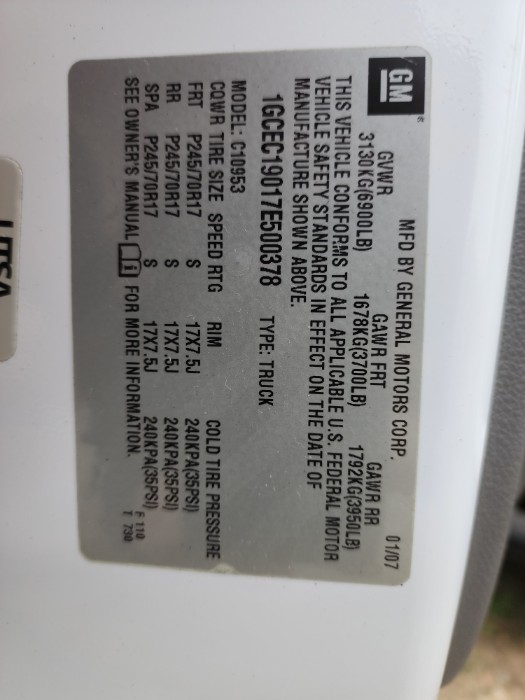 GM ®
MFD BY GENERAL MOTORS CORP. 01/07
GVWR GAWR FRT GAWR RR
3130KG(6900LB) 1678KG(3700LB) 1792KG(3950LB)
THIS VEHICLE CONFORMS TO ALL APPLICABLE U.S. FEDERAL MOTOR
VEHICLE SAFETY STANDARDS IN EFFECT ON THE DATE OF
MANUFACTURE SHOWN ABOVE.
1GCEC19017E500378 TYPE: TRUCK
MODEL: C10953
CQWR TIRE SIZE SPEED RTG RIM COLD TIRE PRESSURE
FRT P245/70R17 S 17X7.5J 240KPA(35PSI)
RR P245/70R17 S 17X7.5J 240KPA(35PSI)
SPA P245/70R17 S 17X7.5J 240KPA(35PSI)
SEE OWNER'S MANUAL i FOR MORE INFORMATION.
F 110
T 730